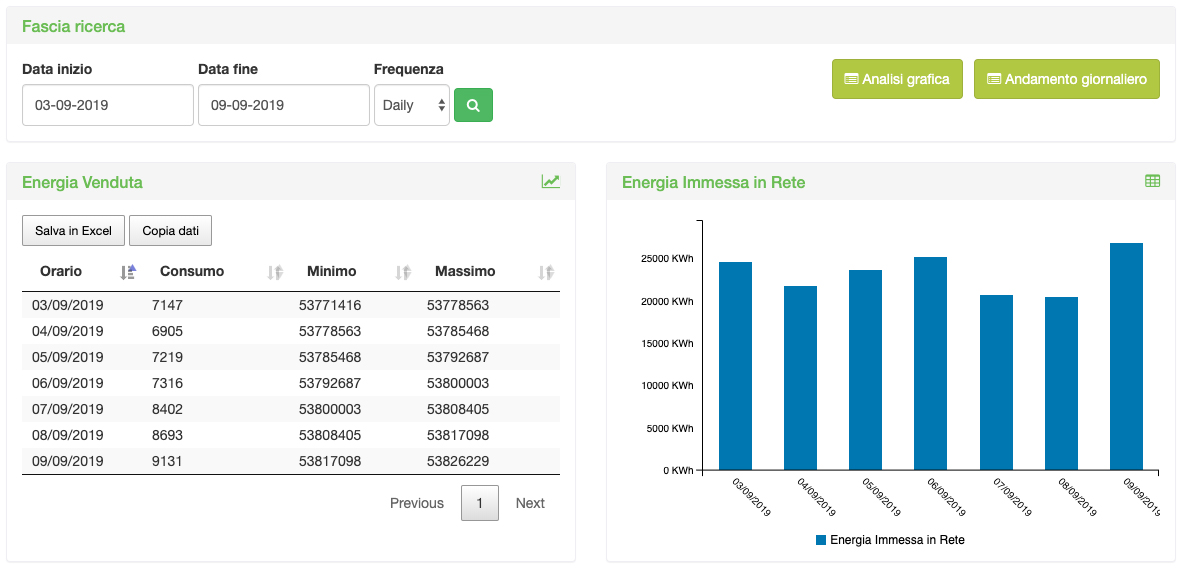 Fascia ricerca
Data inizio Data fine Frequenza
03-09-2019 09-09-2019 Daily
Analisi grafica Andamento giornaliero
Energia Venduta
Salva in Excel Copia dati
Orario Consumo Minimo Massimo
03/09/2019 7147 53771416 53778563
04/09/2019 6905 53778563 53785468
05/09/2019 7219 53785468 53792687
06/09/2019 7316 53792687 53800003
07/09/2019 8402 53800003 53808405
08/09/2019 8693 53808405 53817098
09/09/2019 9131 53817098 53826229
Previous 1 Next
Energia Immessa in Rete
25000 KWh
20000 KWh
15000 KWh
10000 KWh
5000 KWh
0 KWh
03/09/2019 04/09/2019 05/09/2019 06/09/2019 07/09/2019 08/09/2019 09/09/2019
Energia Immessa in Rete